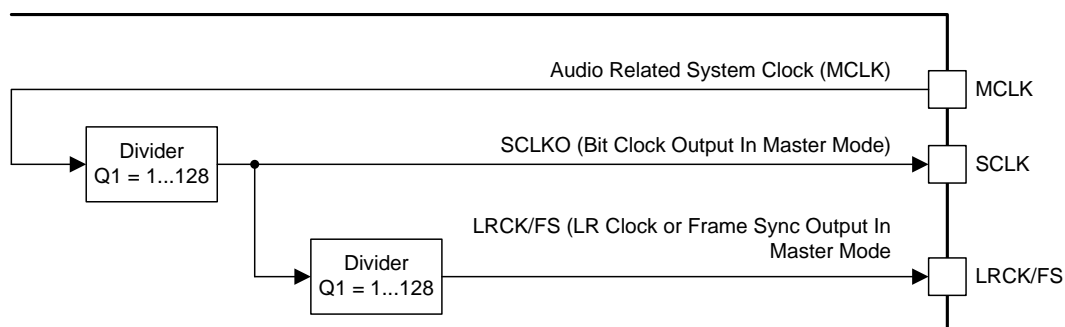 Audio Related System Clock (MCLK)
MCLK
Divider
Q1 = 1...128
SCLKO (Bit Clock Output In Master Mode)
SCLK
LRCK/FS (LR Clock or Frame Sync Output In
Master Mode
Divider
Q1 = 1...128
LRCK/FS